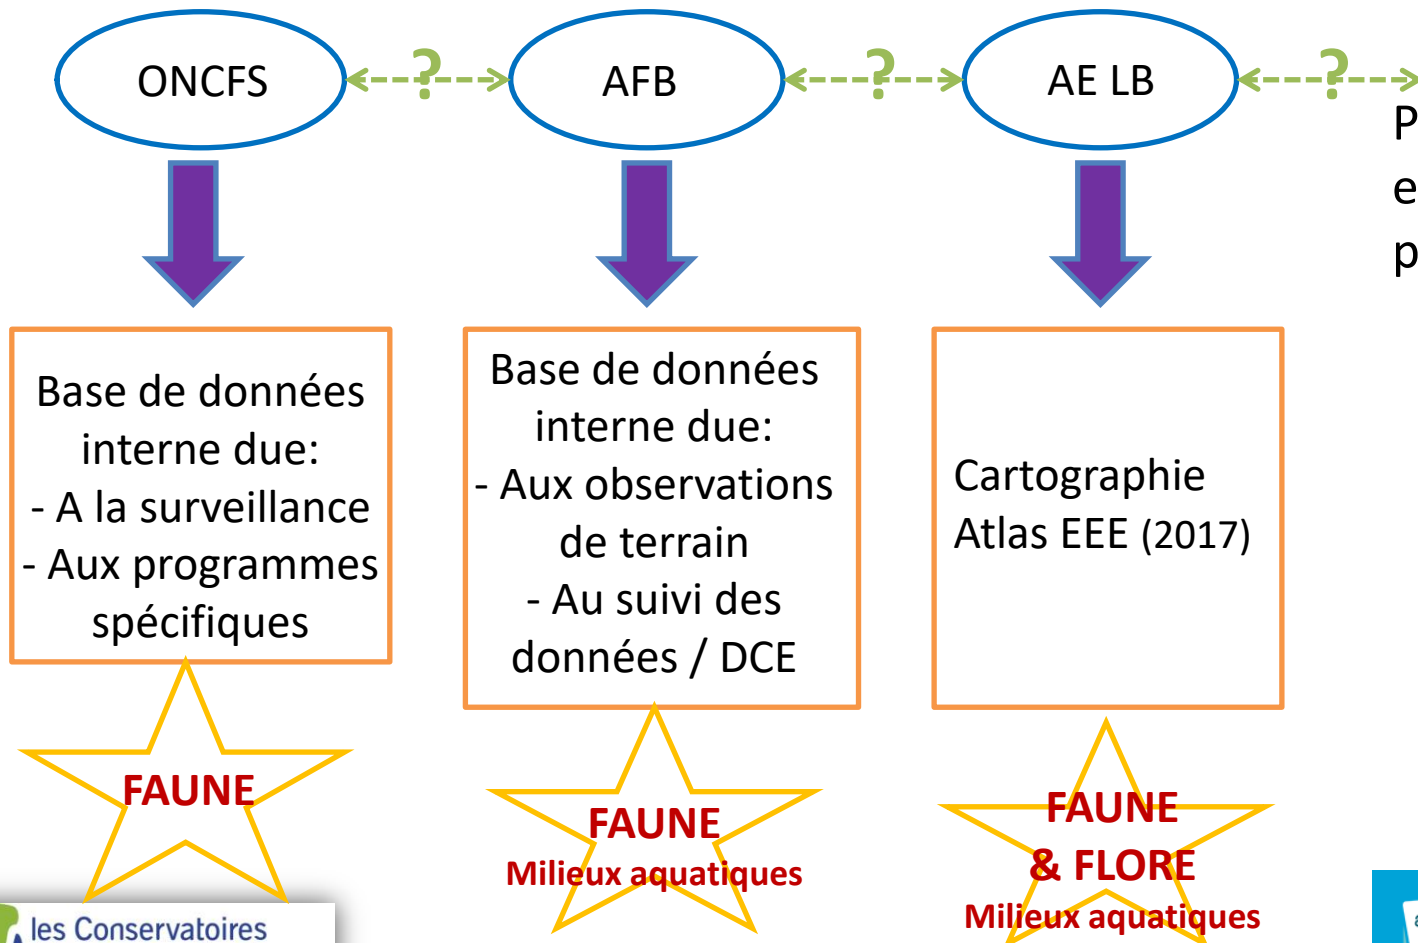 ONCFS
?
AFB
?
AE LB
?
P
e
p
Base de données
interne due:
- A la surveillance
- Aux programmes
spécifiques
Base de données
interne due:
- Aux observations
de terrain
- Au suivi des
données / DCE
Cartographie
Atlas EEE (2017)
FAUNE
FAUNE
Milieux aquatiques
FAUNE
& FLORE
Milieux aquatiques
les Conservatoires